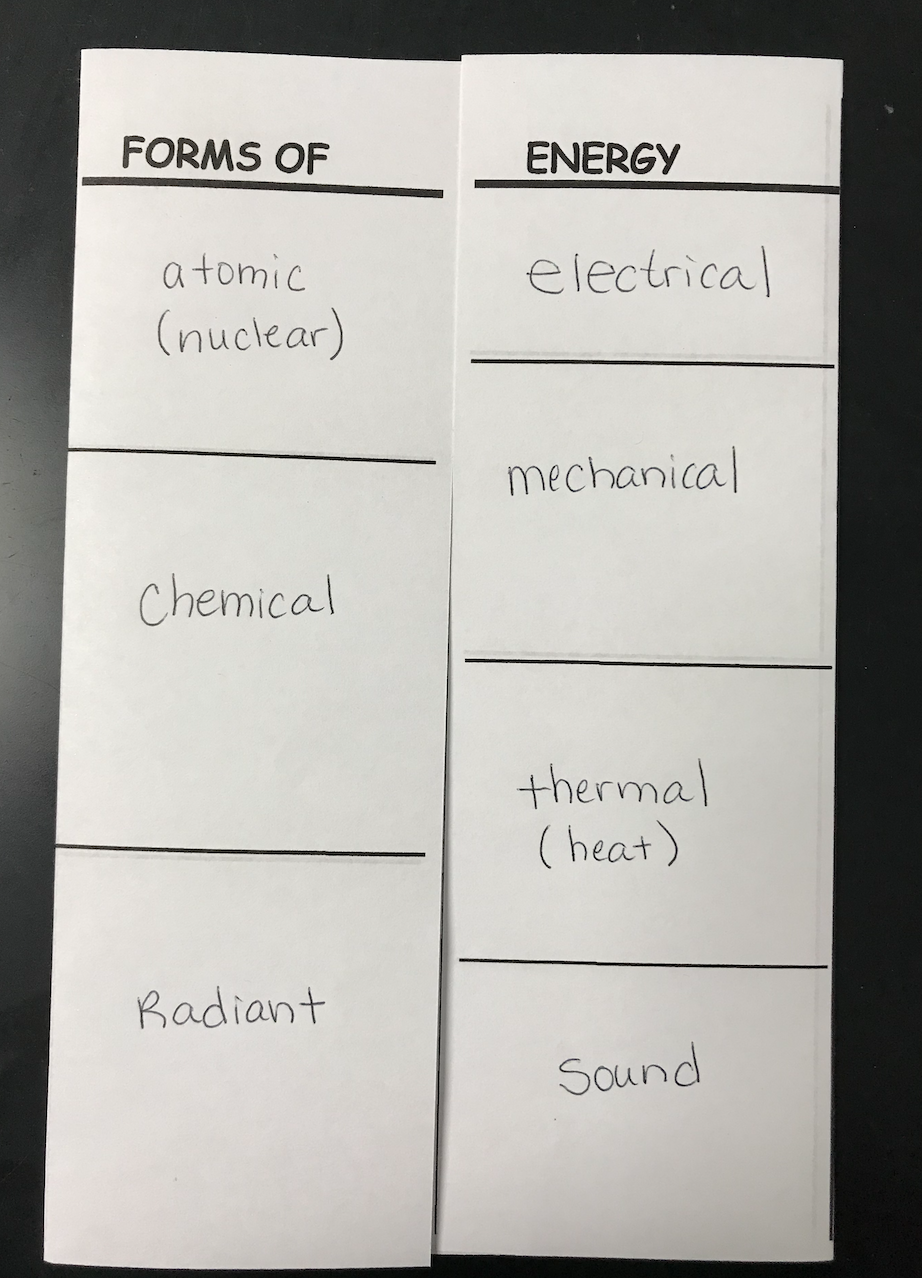 FORMS OF
atomic
(nuclear)
Chemical
Radiant
ENERGY
electrical
mechanical
thermal
(heat)
Sound